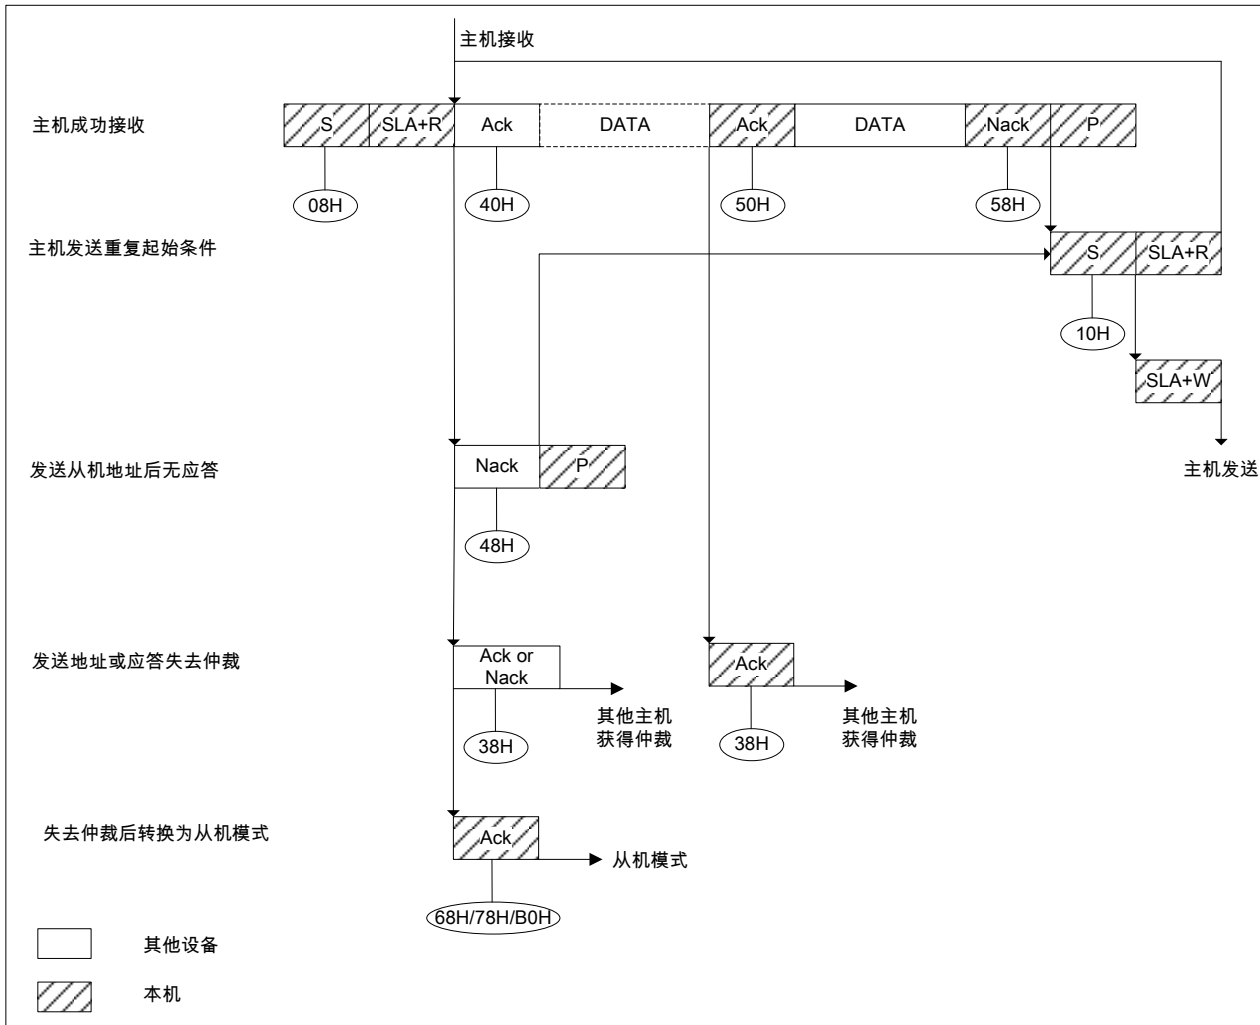 主机接收
主机成功接收
S
SLA+R
Ack
DATA
Ack
DATA
Nack
P
08H
40H
50H
58H
主机发送重复起始条件
S
SLA+R
10H
SLA+W
发送从机地址后无应答
Nack
P
主机发送
48H
发送地址或应答失去仲裁
Ack or
Nack
Ack
其他主机
获得仲裁
其他主机
获得仲裁
38H
38H
失去仲裁后转换为从机模式
Ack
从机模式
68H/78H/B0H
其他设备
本机